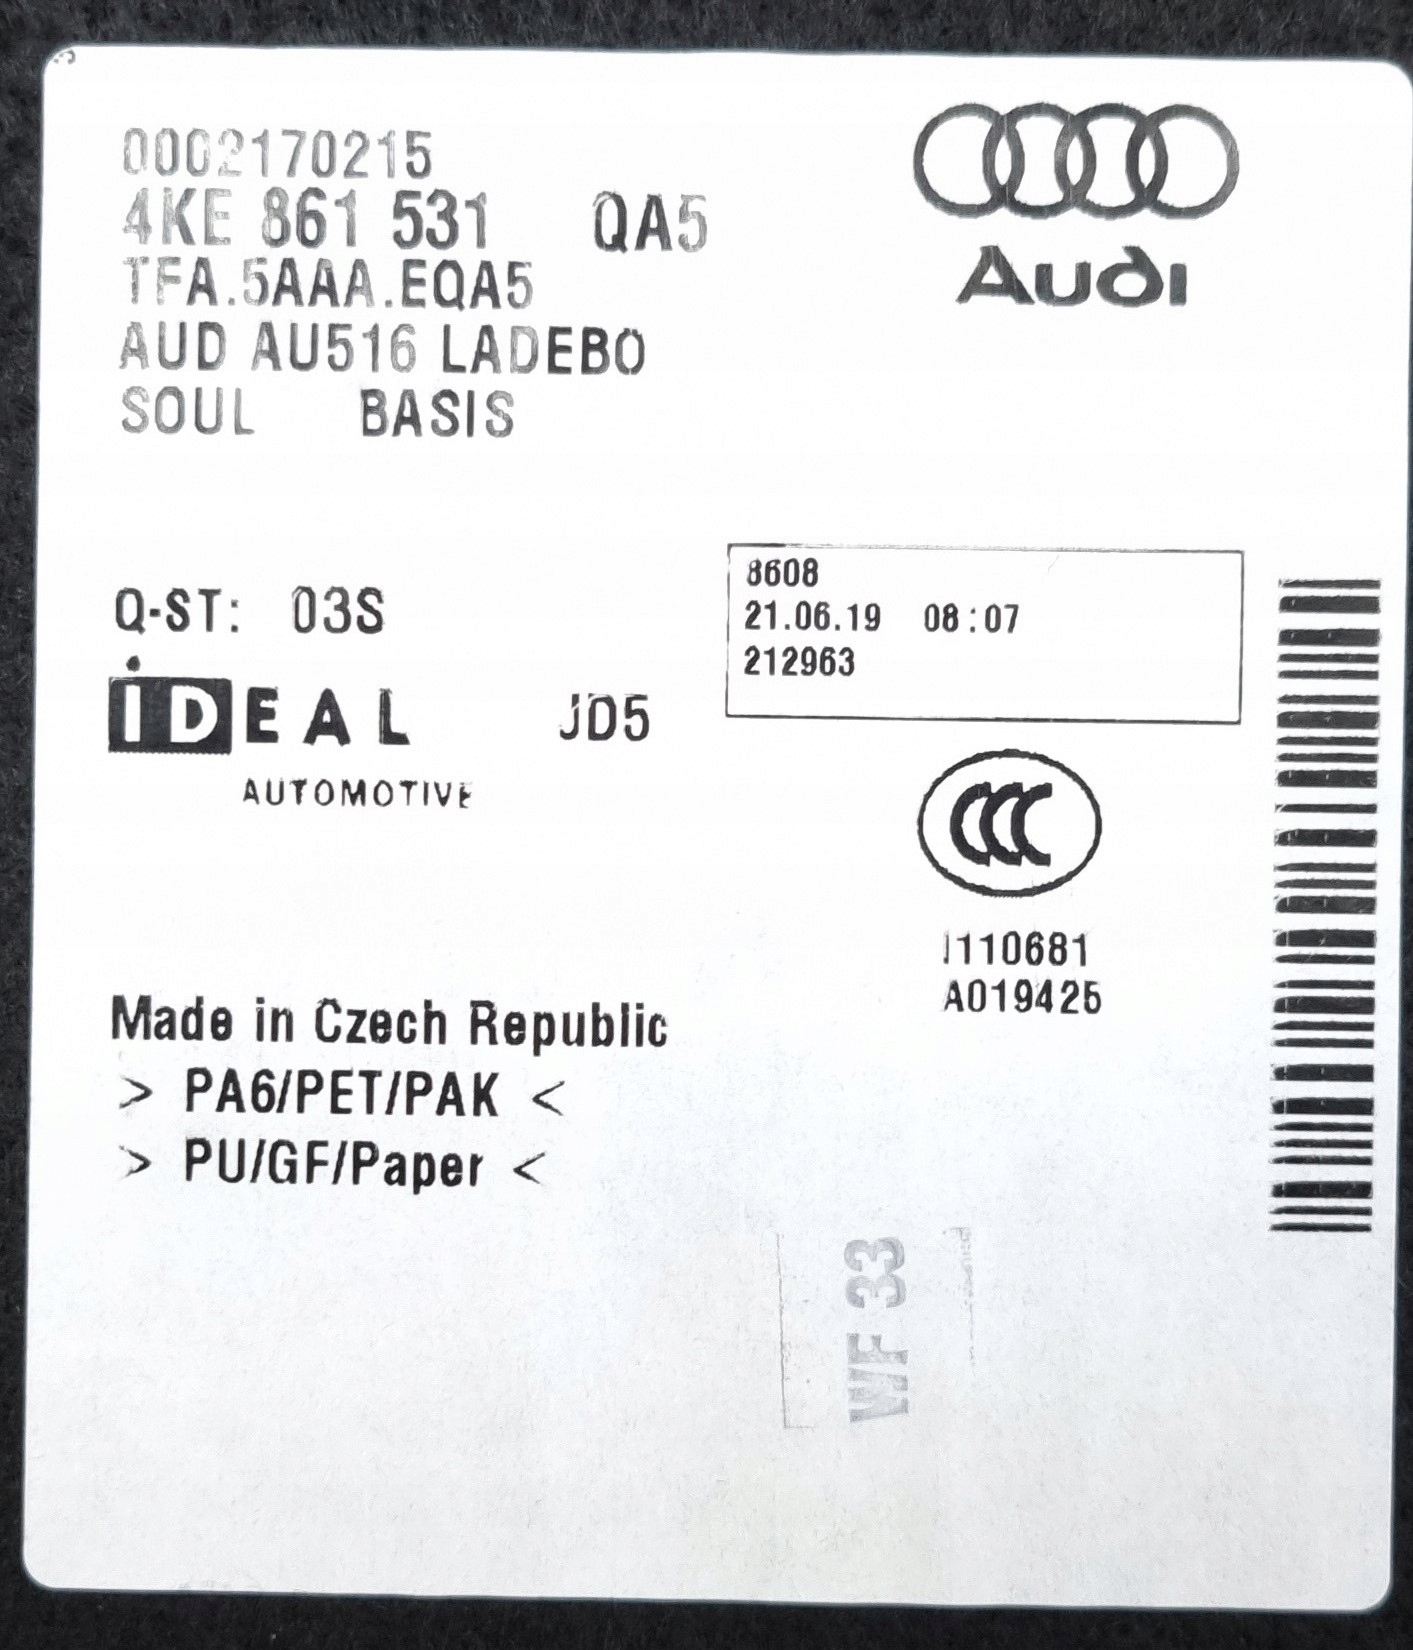 0002170215
4KE 861 531 QA5
TFA.5AAA.EQA5
AUD AU516 LADEBO
SOUL BASIS
Audi
Q-ST: 03S
8608
21.06.19 08:07
212963
IDEAL JD5
AUTOMOTIVE
CCC
I110681
A019425
Made in Czech Republic
> PA6/PET/PAK <
> PU/GF/Paper <
WF 33